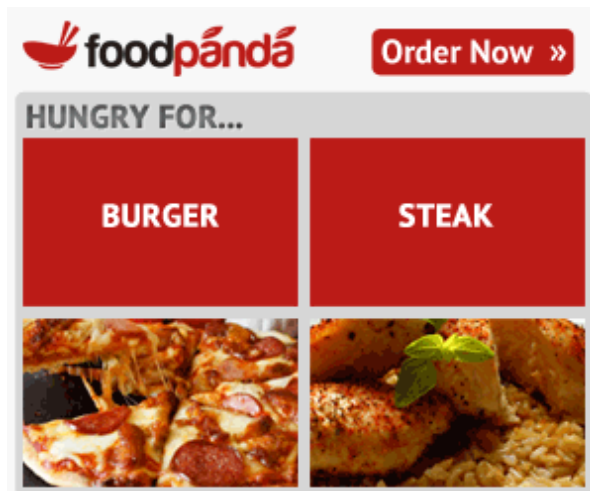 foodpanda
Order Now »
HUNGRY FOR...
BURGER
STEAK